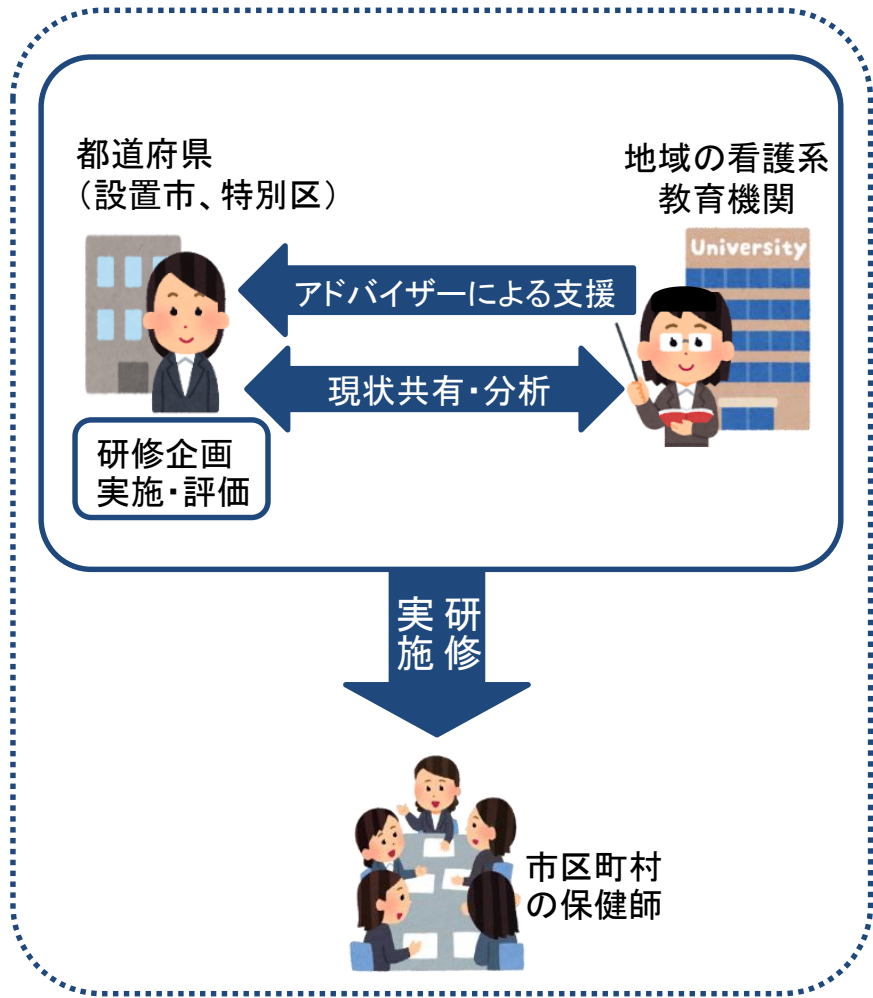 都道府県
（設置市、特別区）
地域の看護系
教育機関
University
アドバイザーによる支援
現状共有・分析
研修企画
実施・評価
研修
実施
市区町村
の保健師